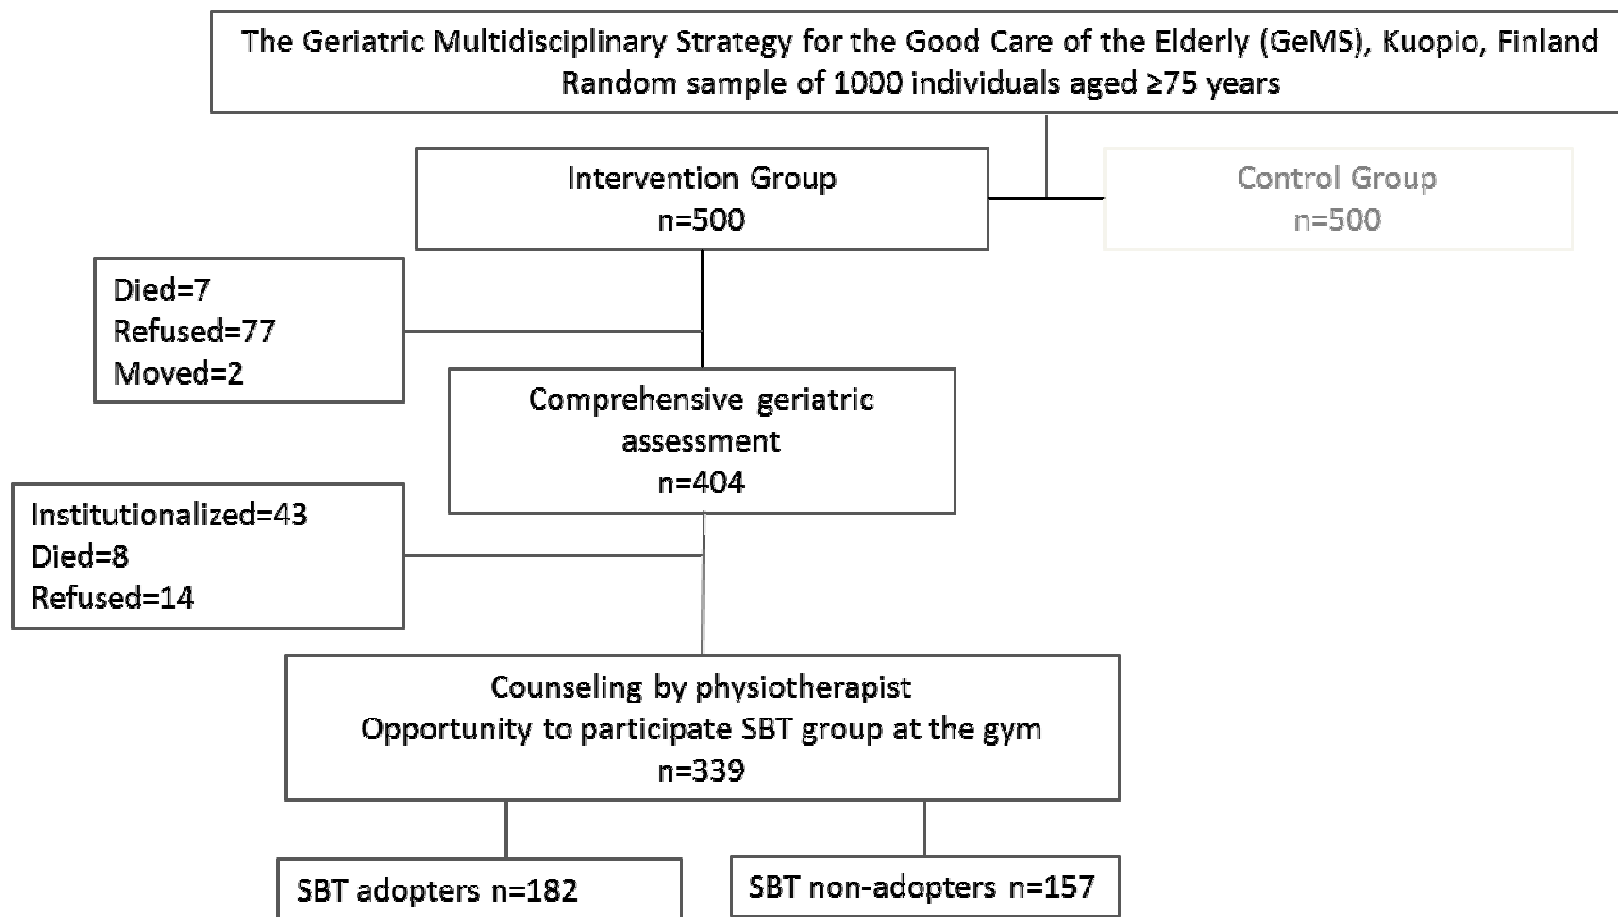 The Geriatric Multidisciplinary Strategy for the Good Care of the Elderly (GeMS), Kuopio, Finland
Random sample of 1000 individuals aged ≥75 years
Intervention Group
n=500
Control Group
n=500
Died=7
Refused=77
Moved=2
Comprehensive geriatric
assessment
n=404
Institutionalized=43
Died=8
Refused=14
Counseling by physiotherapist
Opportunity to participate SBT group at the gym
n=339
SBT adopters n=182
SBT non-adopters n=157